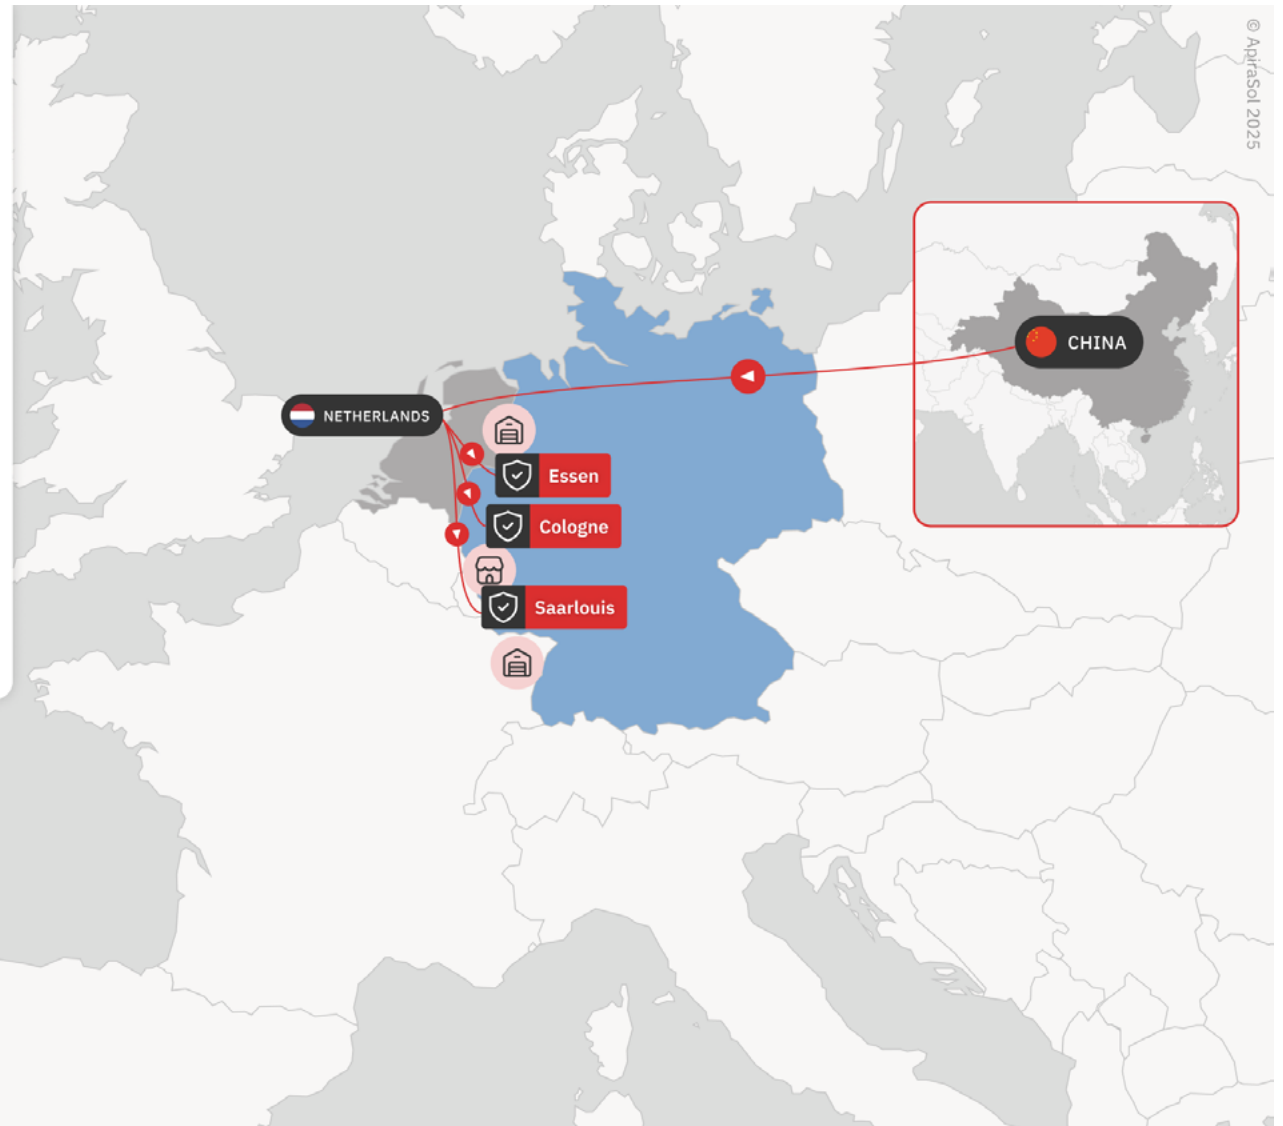 © ApiraSol 2025
CHINA
NETHERLANDS
Essen
Cologne
Saarlouis